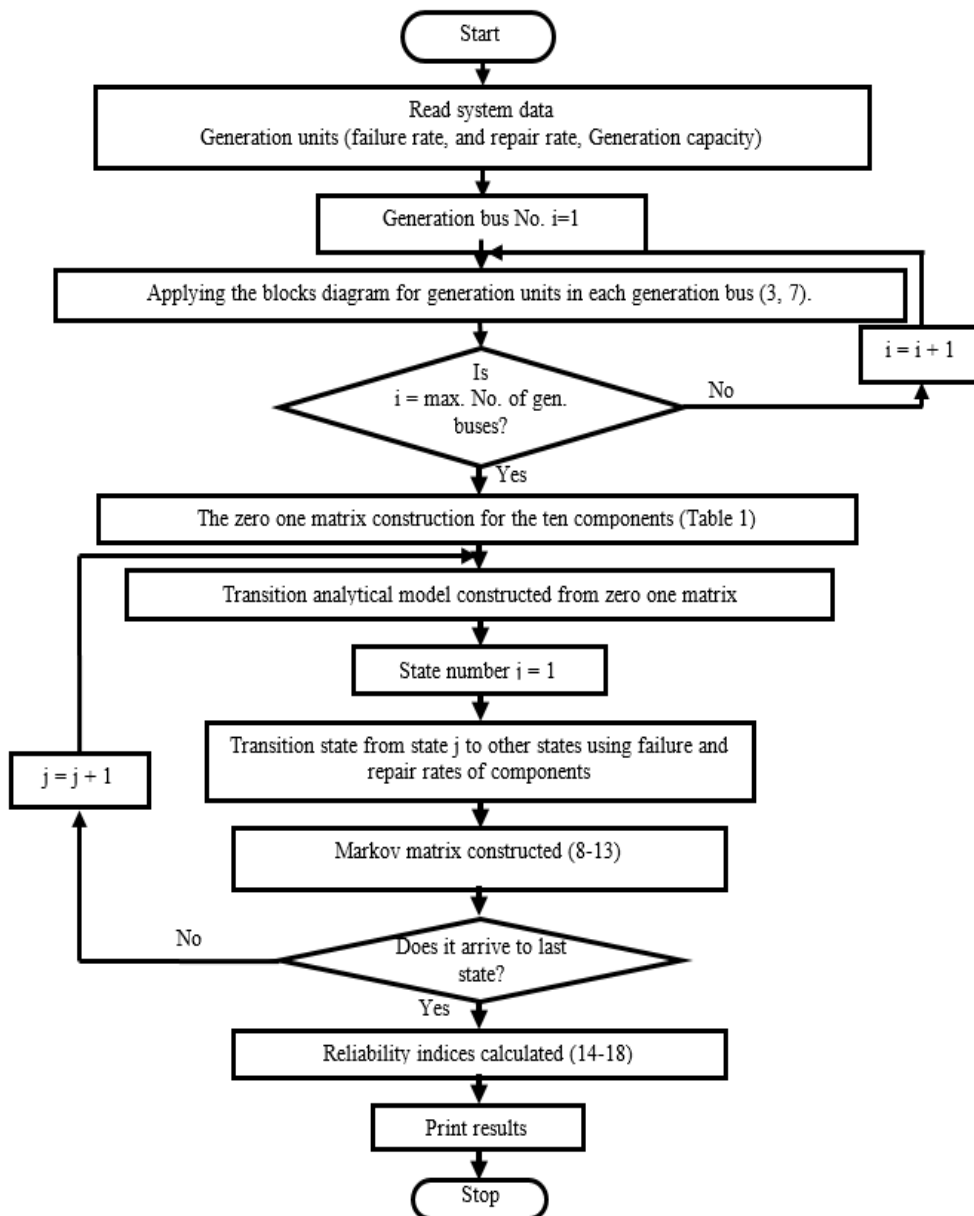 Start
Read system data
Generation units (failure rate, and repair rate, Generation capacity)
Generation bus No. i=1
Applying the blocks diagram for generation units in each generation bus (3, 7).
i = i + 1
Is
i = max. No. of gen.
buses?
No
Yes
The zero one matrix construction for the ten components (Table 1)
Transition analytical model constructed from zero one matrix
State number j = 1
Transition state from state j to other states using failure and
repair rates of components
j = j + 1
Markov matrix constructed (8-13)
No
Does it arrive to last
state?
Yes
Reliability indices calculated (14-18)
Print results
Stop